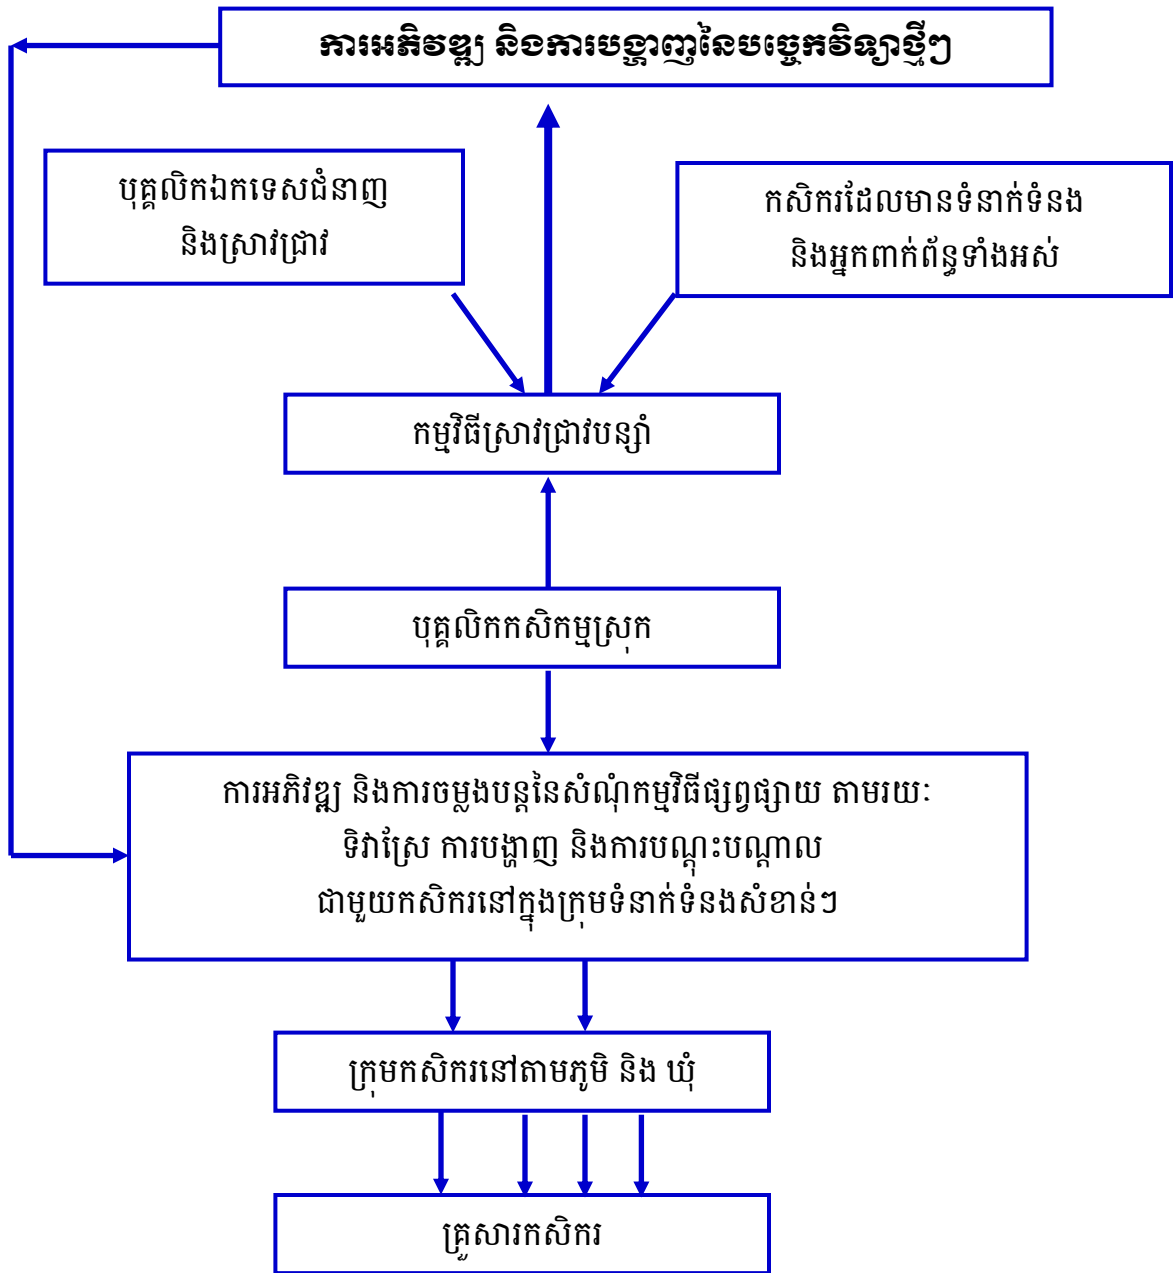 ការអភិវឌ្ឍ និងការបង្ហាញនៃបច្ចេកវិទ្យាថ្មីៗ
បុគ្គលិកឯកទេសជំនាញ
និងស្រាវជ្រាវ
កសិករដែលមានទំនាក់ទំនង
និងអ្នកពាក់ព័ន្ធទាំងអស់
កម្មវិធីស្រាវជ្រាវបន្សាំ
បុគ្គលិកកសិកម្មស្រុក
ការអភិវឌ្ឍ និងការចម្លងបន្តនៃសំណុំកម្មវិធីផ្សព្វផ្សាយ តាមរយៈ
ទិវាស្រែ ការបង្ហាញ និងការបណ្តុះបណ្តាល
ជាមួយកសិករនៅក្នុងក្រុមទំនាក់ទំនងសំខាន់ៗ
ក្រុមកសិករនៅតាមភូមិ និង ឃុំ
គ្រួសារកសិករ